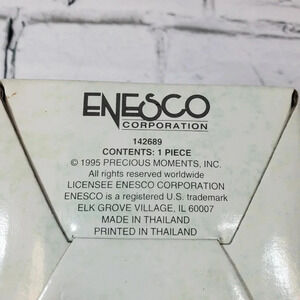 ENESCO
CORPORATION
142689
CONTENTS: 1 PIECE
© 1995 PRECIOUS MOMENTS, INC.
All rights reserved worldwide
LICENSEE ENESCO CORPORATION
ENESCO is a registered U.S. trademark
ELK GROVE VILLAGE, IL 60007
MADE IN THAILAND
PRINTED IN THAILAND